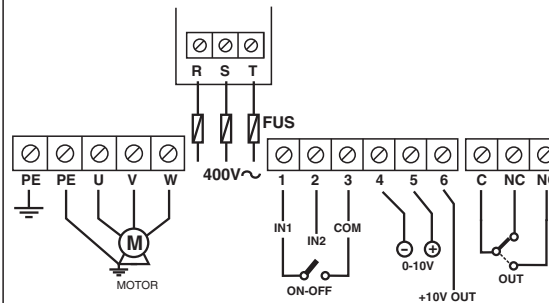 R S T
FUS
PE PE U V W
400V~
1 2 3 4 5 6
C NC
IN1 IN2 COM
M
0-10V
MOTOR
ON-OFF
OUT
+10V OUT